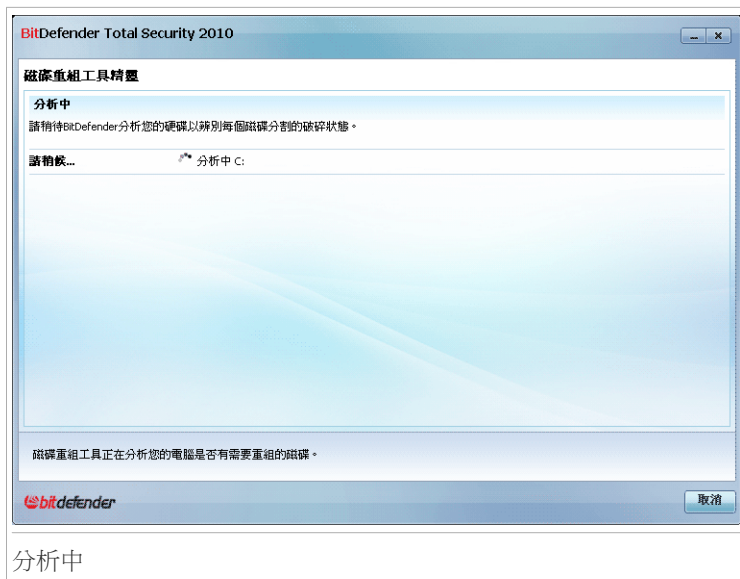 BitDefender Total Security 2010
磁碟重組工具精靈
分析中
請稍待BitDefender分析您的硬碟以辨別每個磁碟分割的破碎狀態。
請稍候... 分析中 C:
磁碟重組工具正在分析您的電腦是否有需要重組的磁碟。
bitdefender
取消
分析中